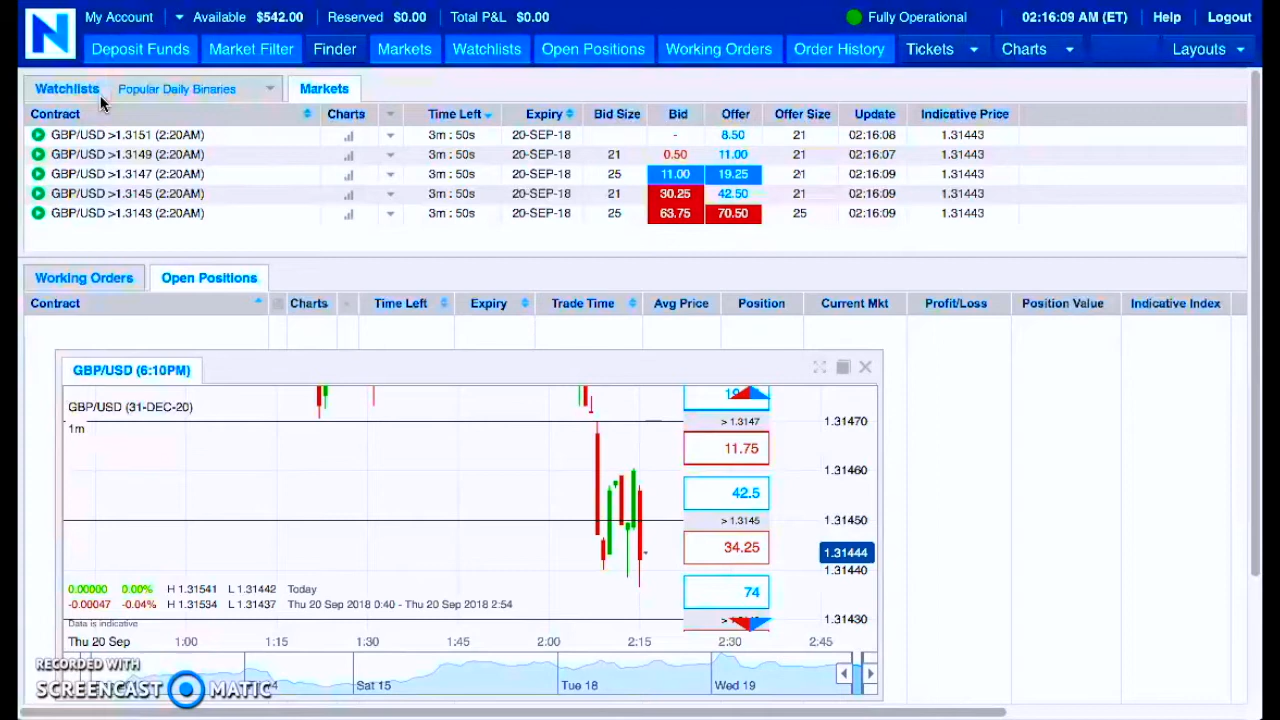 N My Account Available $542.00 Reserved $0.00 Total P&L $0.00 Fully Operational 02:16:09 AM (ET) Help Logout
Deposit Funds Market Filter Finder Markets Watchlists Open Positions Working Orders Order History Tickets Charts Layouts
Watchlists Popular Daily Binaries Markets
Contract Charts Time Left Expiry Bid Size Bid Offer Offer Size Update Indicative Price
GBP/USD >1.3151 (2:20AM) 3m : 50s 20-SEP-18 - 8.50 21 02:16:08 1.31443
GBP/USD >1.3149 (2:20AM) 3m : 50s 20-SEP-18 21 0.50 11.00 21 02:16:07 1.31443
GBP/USD >1.3147 (2:20AM) 3m : 50s 20-SEP-18 25 11.00 19.25 21 02:16:09 1.31443
GBP/USD >1.3145 (2:20AM) 3m : 50s 20-SEP-18 21 30.25 42.50 21 02:16:09 1.31443
GBP/USD >1.3143 (2:20AM) 3m : 50s 20-SEP-18 25 63.75 70.50 25 02:16:09 1.31443
Working Orders Open Positions
Contract Charts Time Left Expiry Trade Time Avg Price Position Current Mkt Profit/Loss Position Value Indicative Index
GBP/USD (6:10PM)
GBP/USD (31-DEC-20)
1m
> 1.3147 1.31470
11.75
1.31460
42.5
> 1.3145 1.31450
34.25
1.31444
1.31440
74
0.00000 0.00% H 1.31541 L 1.31442 Today
-0.00047 -0.04% H 1.31534 L 1.31437 Thu 20 Sep 2018 0:40 - Thu 20 Sep 2018 2:54
Data is indicative
1.31430
Thu 20 Sep 1:00 1:15 1:30 1:45 2:00 2:15 2:30 2:45
Sat 15 Tue 18 Wed 19
RECORDED WITH
SCREENCAST MATIC